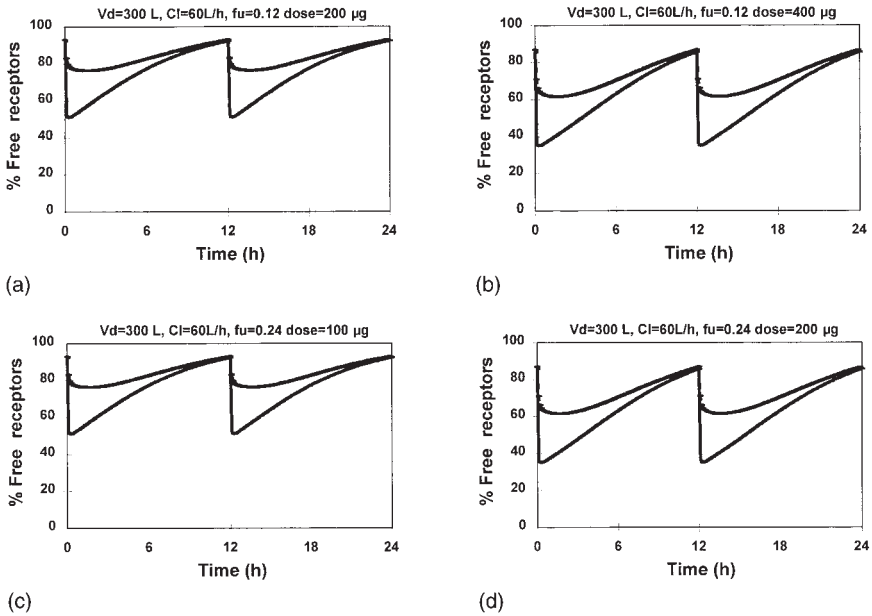 Vd=300 L, Cl=60L/h, fu=0.12 dose=200 µg
% Free receptors
100
80
60
40
20
0
0 6 12 18 24
Time (h)
(a)
Vd=300 L, Cl=60L/h, fu=0.12 dose=400 µg
% Free receptors
100
80
60
40
20
0
0 6 12 18 24
Time (h)
(b)
Vd=300 L, Cl=60L/h, fu=0.24 dose=100 µg
% Free receptors
100
80
60
40
20
0
0 6 12 18 24
Time (h)
(c)
Vd=300 L, Cl=60L/h, fu=0.24 dose=200 µg
% Free receptors
100
80
60
40
20
0
0 6 12 18 24
Time (h)
(d)